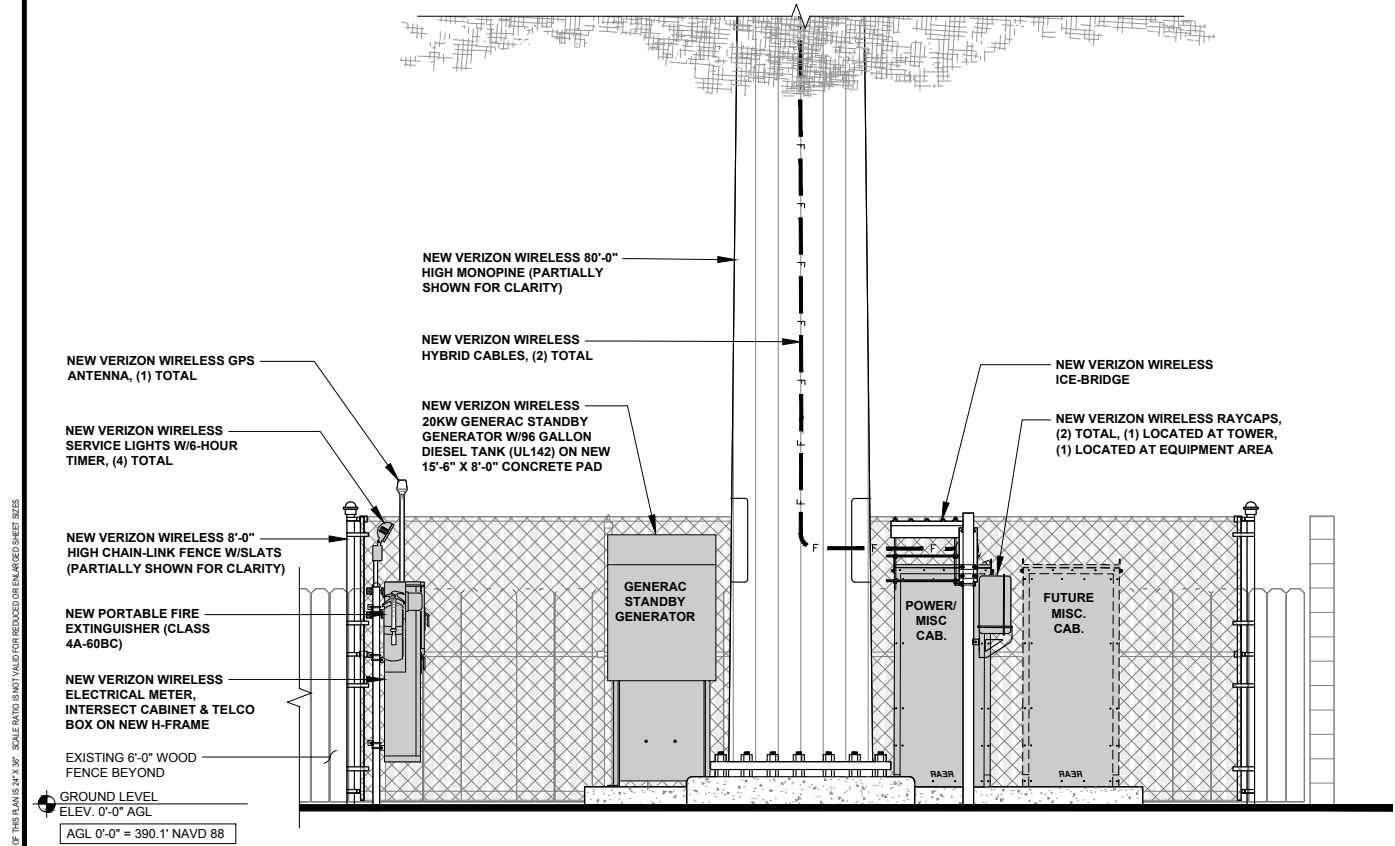 NEW VERIZON WIRELESS 80'-0"
HIGH MONOPINE (PARTIALLY
SHOWN FOR CLARITY)
NEW VERIZON WIRELESS
HYBRID CABLES, (2) TOTAL
NEW VERIZON WIRELESS
20KW GENERAC STANDBY
GENERATOR W/96 GALLON
DIESEL TANK (UL142) ON NEW
15'-6" X 8'-0" CONCRETE PAD
NEW VERIZON WIRELESS GPS
ANTENNA, (1) TOTAL
NEW VERIZON WIRELESS
SERVICE LIGHTS W/6-HOUR
TIMER, (4) TOTAL
NEW VERIZON WIRELESS 8'-0"
HIGH CHAIN-LINK FENCE W/SLATS
(PARTIALLY SHOWN FOR CLARITY)
NEW PORTABLE FIRE
EXTINGUISHER (CLASS
4A-60BC)
NEW VERIZON WIRELESS
ELECTRICAL METER,
INTERSECT CABINET & TELCO
BOX ON NEW H-FRAME
EXISTING 6'-0" WOOD
FENCE BEYOND
GROUND LEVEL
ELEV. 0'-0" AGL
AGL 0'-0" = 390.1' NAVD 88
NEW VERIZON WIRELESS
ICE-BRIDGE
NEW VERIZON WIRELESS RAYCAPS,
(2) TOTAL, (1) LOCATED AT TOWER,
(1) LOCATED AT EQUIPMENT AREA
GENERAC
STANDBY
GENERATOR
POWER/
MISC
CAB.
FUTURE
MISC.
CAB.
REAR
REAR
F
F
F
F
F
F
F
F
F
F
OF THIS PLAN IS 24" X 36" SCALE RATIO IS NOT VALID FOR REDUCED OR ENLARGED SHEET SIZES